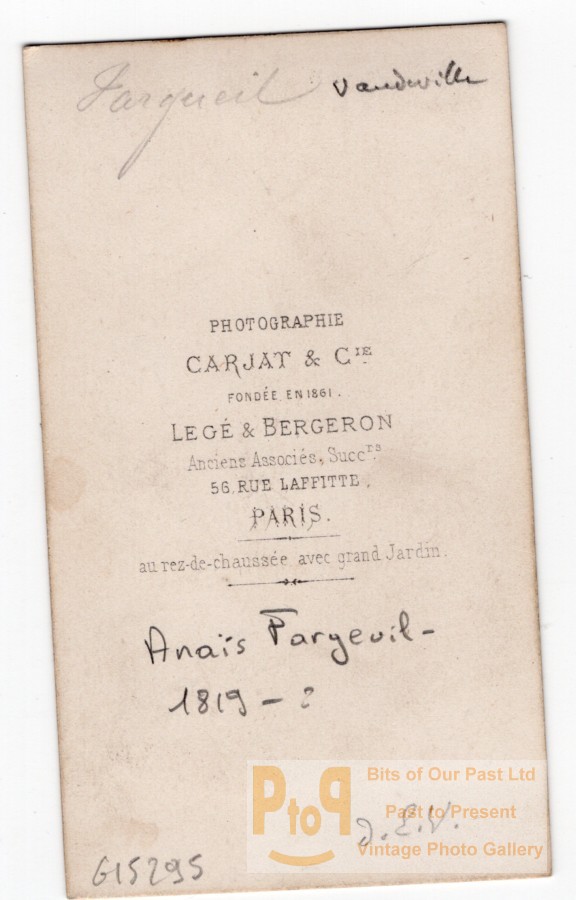 Fargueil Vaudeville
PHOTOGRAPHIE
CARJAT & CIE
FONDÉE EN 1861.
LEGÉ & BERGERON
Anciens Associés, Succrs
56, RUE LAFFITTE,
PARIS.
au rez-de-chaussée avec grand Jardin.
Anaïs Fargeuil -
1819 - ?
PtoP
Bits of Our Past Ltd
Past to Present
Vintage Photo Gallery
J.E.V.
G15295